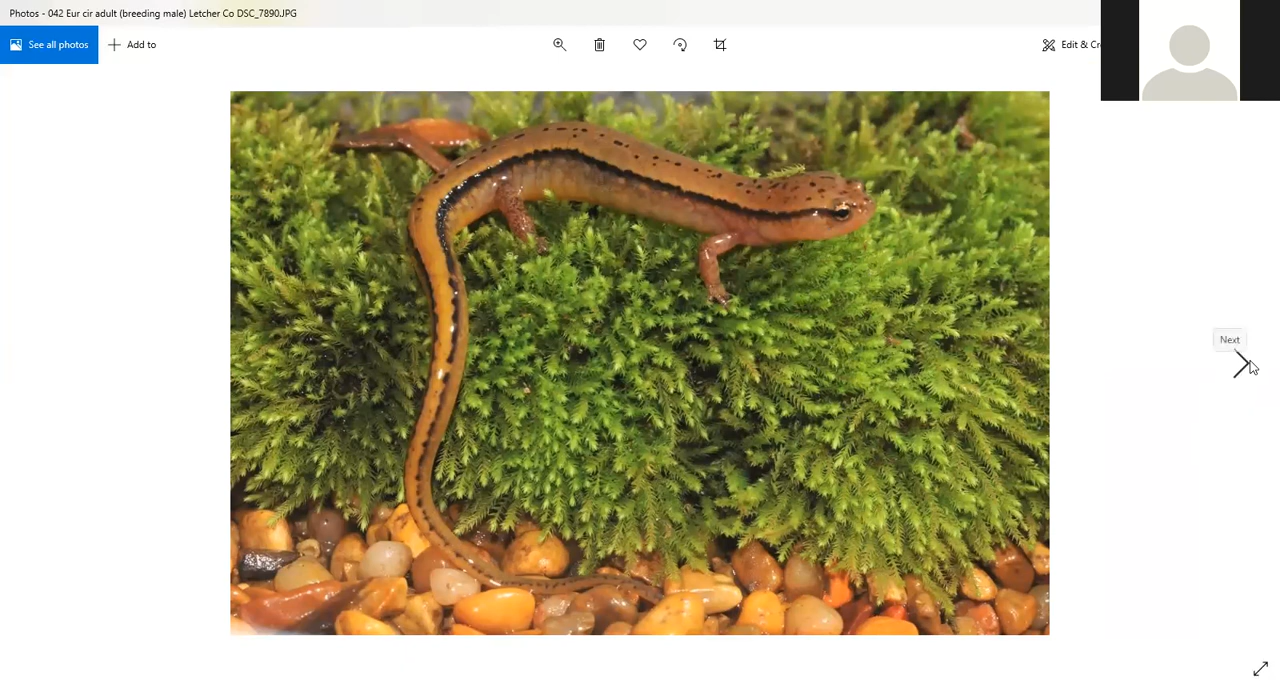 Photos - 042 Eur cir adult (breeding male) Letcher Co DSC_7890.JPG
See all photos
Add to
Edit & Cr
Next